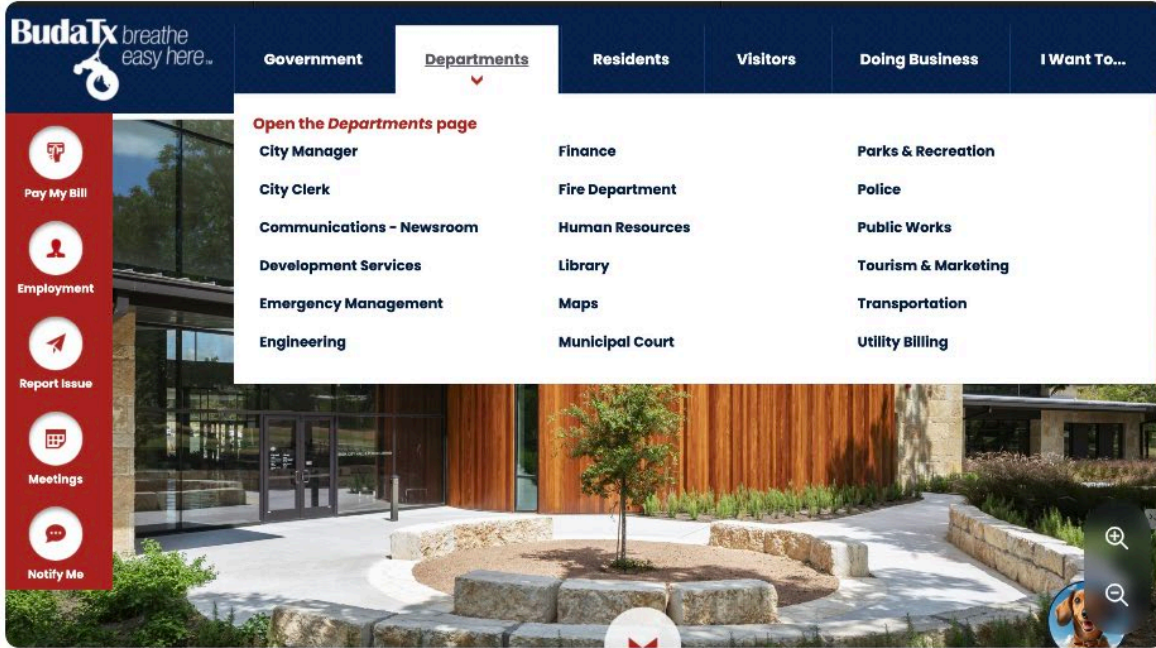 BudaTx breathe
easy here
Government
Departments
Residents
Visitors
Doing Business
I Want To...
Open the Departments page
City Manager
City Clerk
Communications - Newsroom
Development Services
Emergency Management
Engineering
Finance
Fire Department
Human Resources
Library
Maps
Municipal Court
Parks & Recreation
Police
Public Works
Tourism & Marketing
Transportation
Utility Billing
Pay My Bill
Employment
Report Issue
Meetings
Notify Me